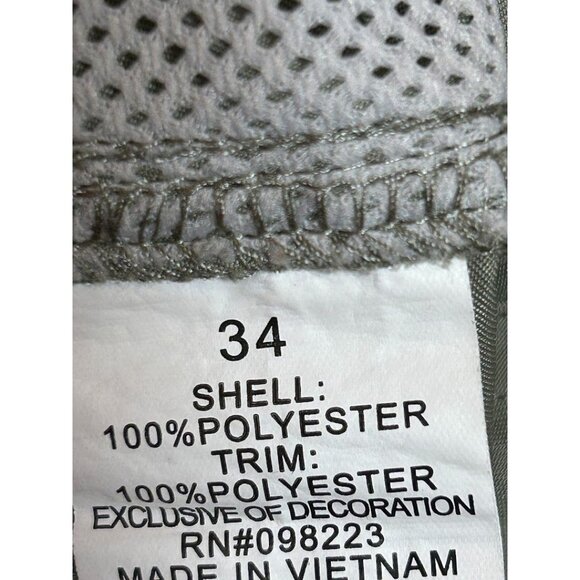 34
SHELL:
100%POLYESTER
TRIM:
100%POLYESTER
EXCLUSIVE OF DECORATION
RN#098223
MADE IN VIETNAM